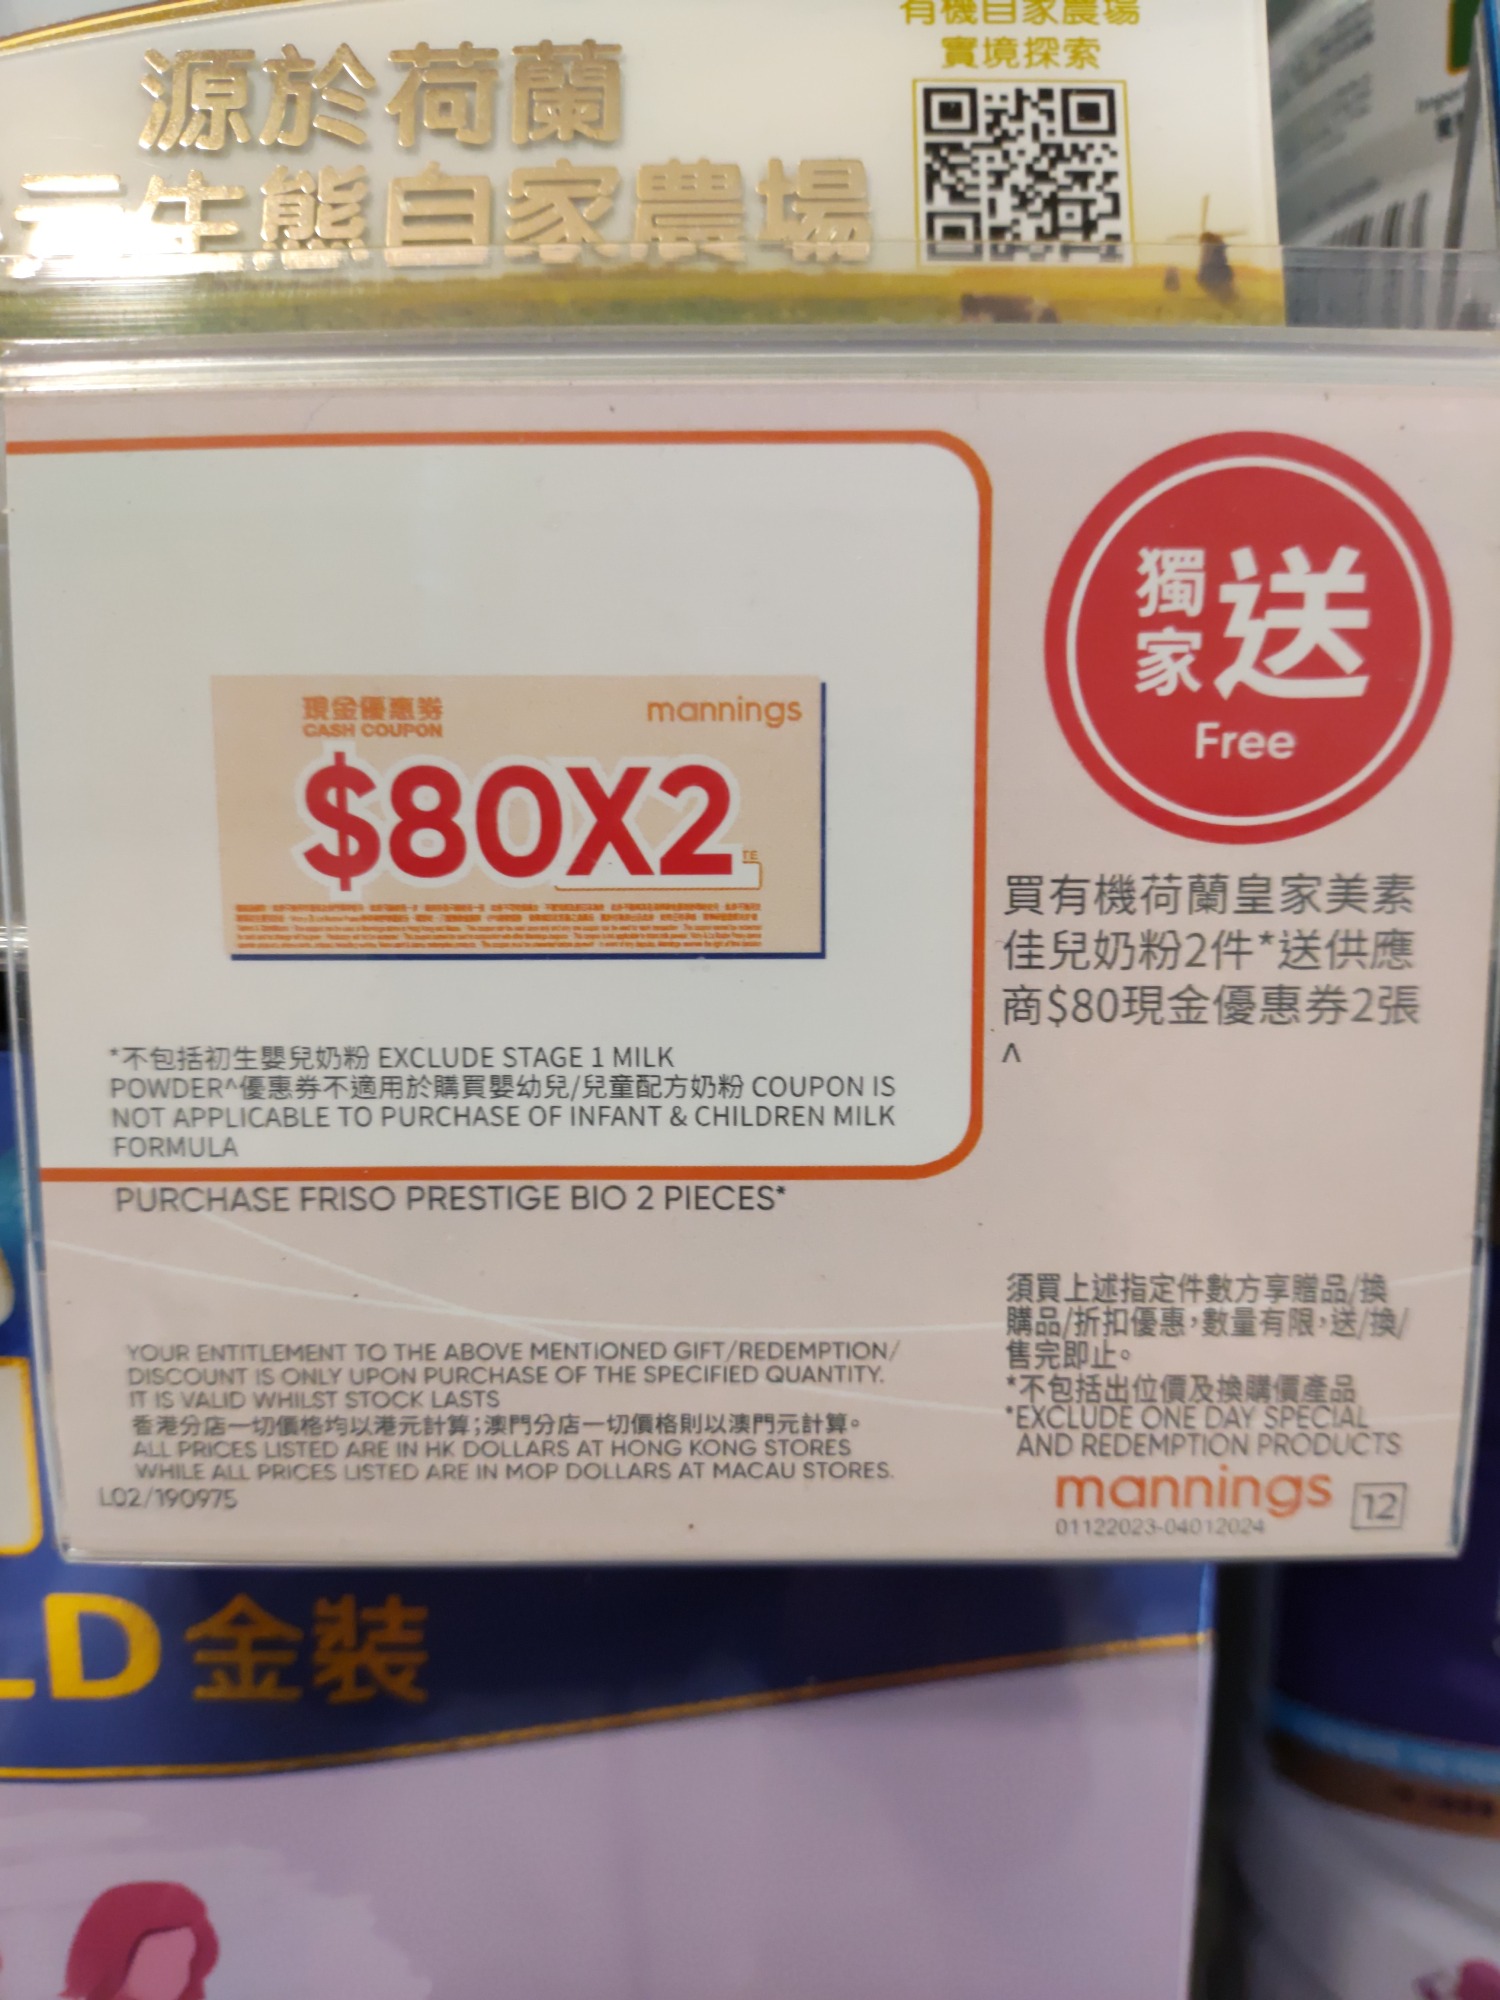 有機自家農場
實境探索
源於荷蘭
元生熊自家農場
獨家送
Free
現金優惠券
CASH COUPON
mannings
$80X2
買有機荷蘭皇家美素
佳兒奶粉2件*送供應
商$80現金優惠券2張
^
*不包括初生嬰兒奶粉 EXCLUDE STAGE 1 MILK
POWDER^優惠券不適用於購買嬰幼兒/兒童配方奶粉 COUPON IS
NOT APPLICABLE TO PURCHASE OF INFANT & CHILDREN MILK
FORMULA
PURCHASE FRISO PRESTIGE BIO 2 PIECES*
YOUR ENTITLEMENT TO THE ABOVE MENTIONED GIFT/REDEMPTION/
DISCOUNT IS ONLY UPON PURCHASE OF THE SPECIFIED QUANTITY.
IT IS VALID WHILST STOCK LASTS
香港分店一切價格均以港元計算;澳門分店一切價格則以澳門元計算。
ALL PRICES LISTED ARE IN HK DOLLARS AT HONG KONG STORES
WHILE ALL PRICES LISTED ARE IN MOP DOLLARS AT MACAU STORES.
L02/190975
須買上述指定件數方享贈品/換
購品/折扣優惠,數量有限,送/換/
售完即止。
*不包括出位價及換購價產品
*EXCLUDE ONE DAY SPECIAL
AND REDEMPTION PRODUCTS
mannings 12
01122023-04012024
LD 金裝